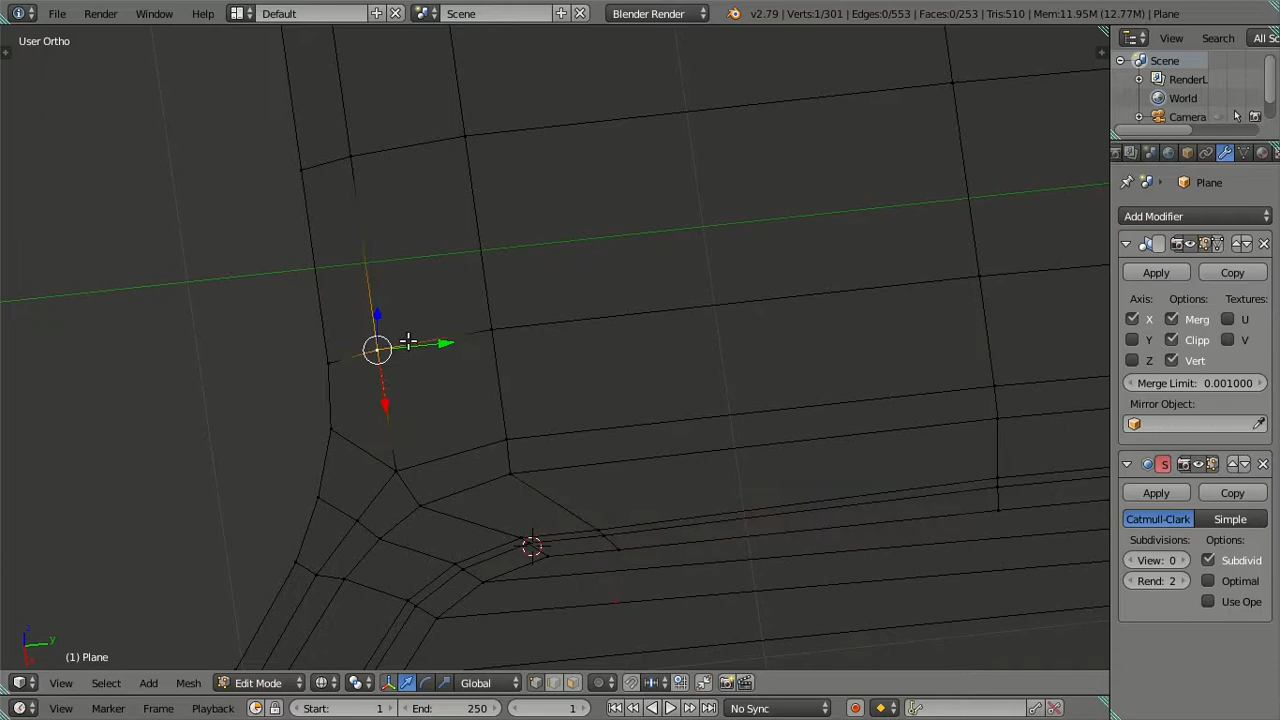 File Render Window Help Default Scene Blender Render v2.79 | Verts:1/301 | Edges:0/553 | Faces:0/253 | Tris:510 | Mem:11.95M (12.77M) | Plane
User Ortho
View Search All Sc
Scene
RenderL
World
Camera
Plane
Add Modifier
Apply Copy
Axis: Options: Textures:
X Merg U
Y Clipp V
Z Vert
Merge Limit: 0.001000
Mirror Object:
S
Apply Copy
Catmull-Clark Simple
Subdivisions: Options:
View: 0 Subdivid
Rend: 2 Optimal
Use Ope
z
y
x
(1) Plane
View Select Add Mesh Edit Mode Global
View Marker Frame Playback Start: 1 End: 250 1 No Sync